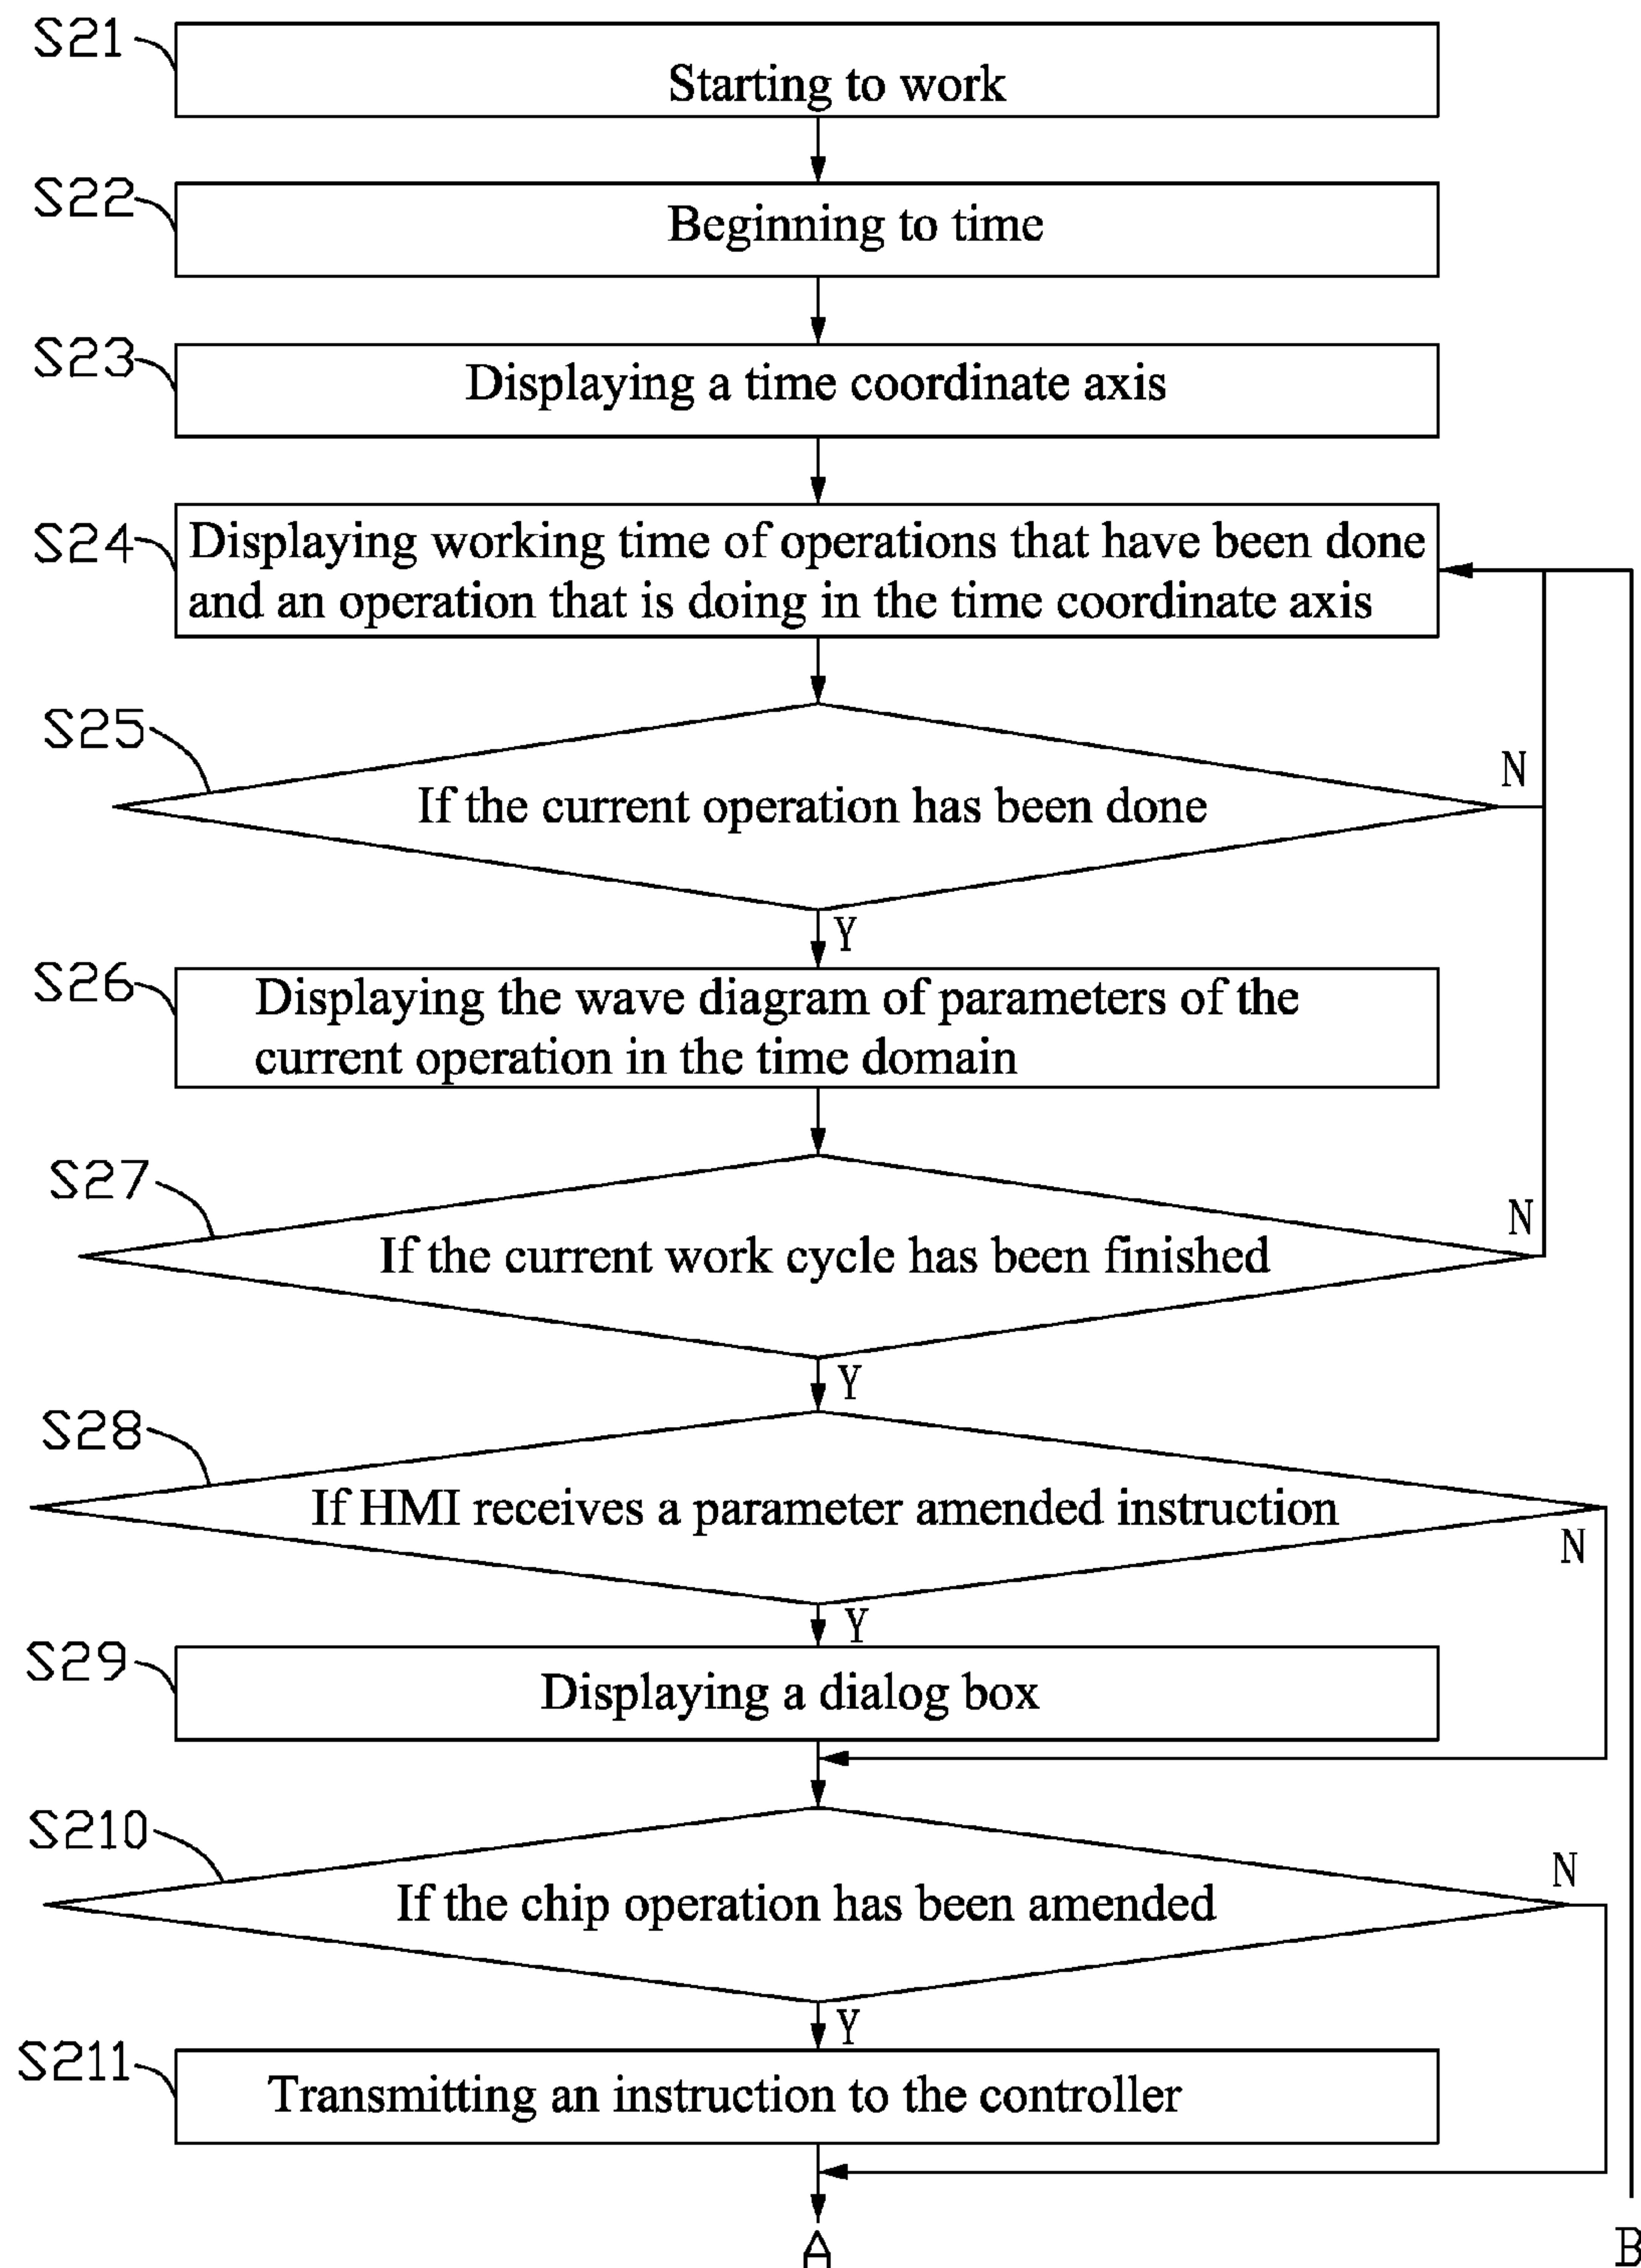 S21
Starting to work
S22
Beginning to time
S23
Displaying a time coordinate axis
S24
Displaying working time of operations that have been done
and an operation that is doing in the time coordinate axis
S25
If the current operation has been done
N
Y
S26
Displaying the wave diagram of parameters of the
current operation in the time domain
S27
If the current work cycle has been finished
N
Y
S28
If HMI receives a parameter amended instruction
N
Y
S29
Displaying a dialog box
S210
If the chip operation has been amended
N
Y
S211
Transmitting an instruction to the controller
A
B